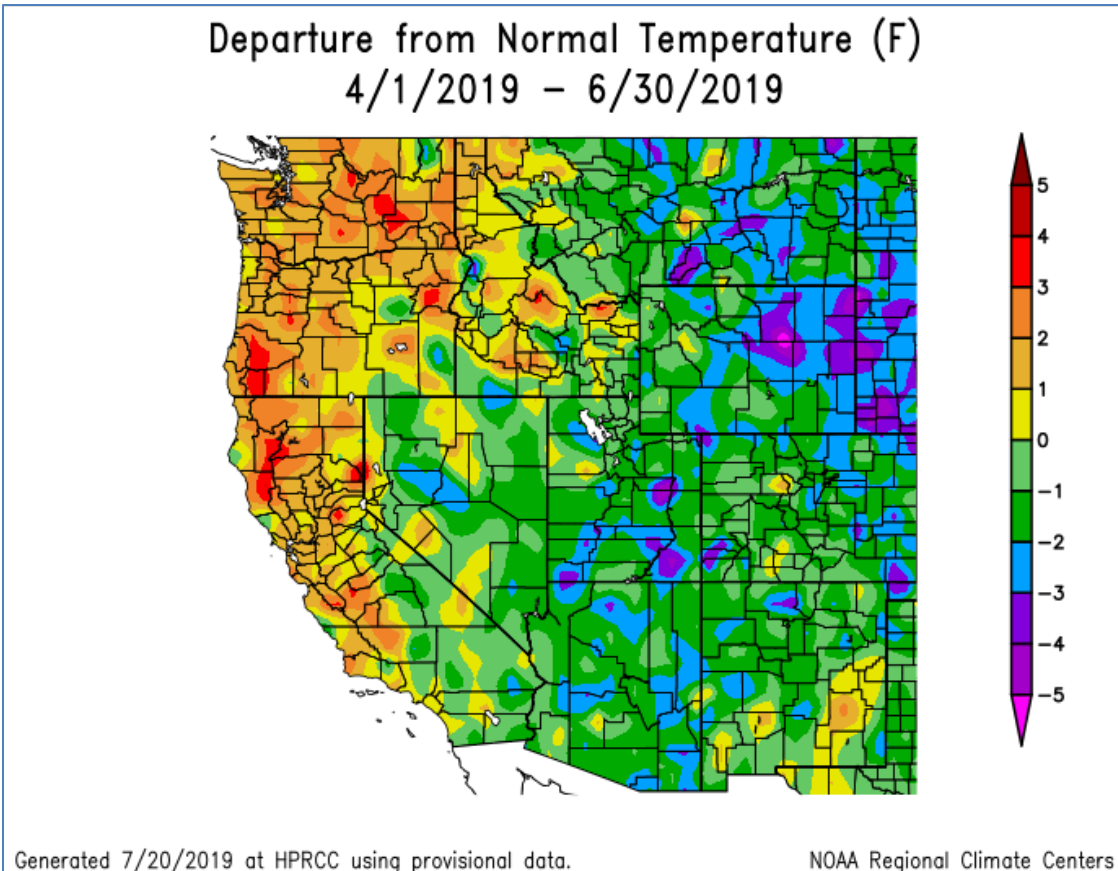 Departure from Normal Temperature (F)
4/1/2019 – 6/30/2019
5
4
3
2
1
0
-1
-2
-3
-4
-5
Generated 7/20/2019 at HPRCC using provisional data.
NOAA Regional Climate Centers